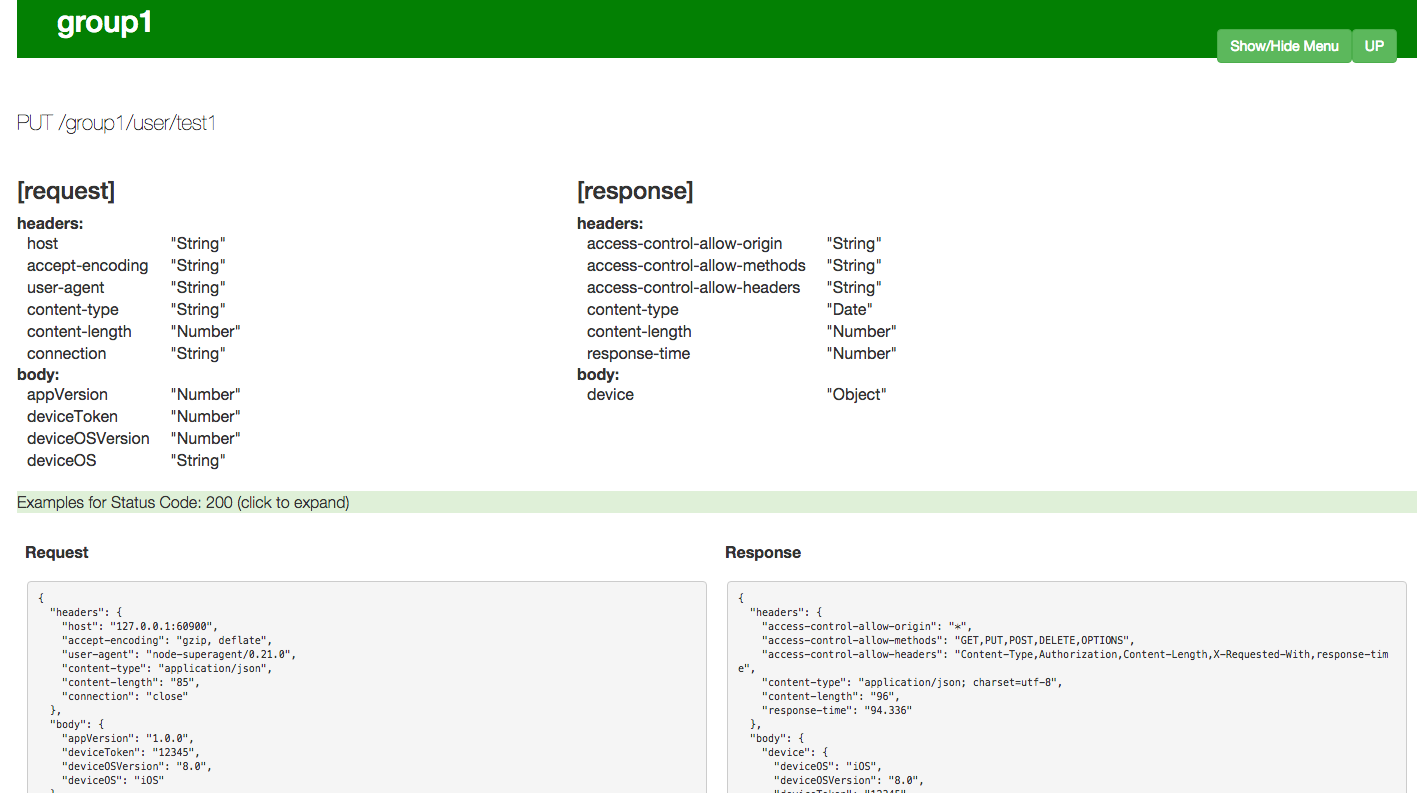 group1
Show/Hide Menu UP
PUT /group1/user/test1
[request]
headers:
host "String"
accept-encoding "String"
user-agent "String"
content-type "String"
content-length "Number"
connection "String"
body:
appVersion "Number"
deviceToken "Number"
deviceOSVersion "Number"
deviceOS "String"
[response]
headers:
access-control-allow-origin "String"
access-control-allow-methods "String"
access-control-allow-headers "String"
content-type "Date"
content-length "Number"
response-time "Number"
body:
device "Object"
Examples for Status Code: 200 (click to expand)
Request
{
"headers": {
"host": "127.0.0.1:60900",
"accept-encoding": "gzip, deflate",
"user-agent": "node-superagent/0.21.0",
"content-type": "application/json",
"content-length": "85",
"connection": "close"
},
"body": {
"appVersion": "1.0.0",
"deviceToken": "12345",
"deviceOSVersion": "8.0",
"deviceOS": "iOS"
}
Response
{
"headers": {
"access-control-allow-origin": "*",
"access-control-allow-methods": "GET,PUT,POST,DELETE,OPTIONS",
"access-control-allow-headers": "Content-Type,Authorization,Content-Length,X-Requested-With,response-tim
e",
"content-type": "application/json; charset=utf-8",
"content-length": "96",
"response-time": "94.336"
},
"body": {
"device": {
"deviceOS": "iOS",
"deviceOSVersion": "8.0",
"deviceToken": "12345",